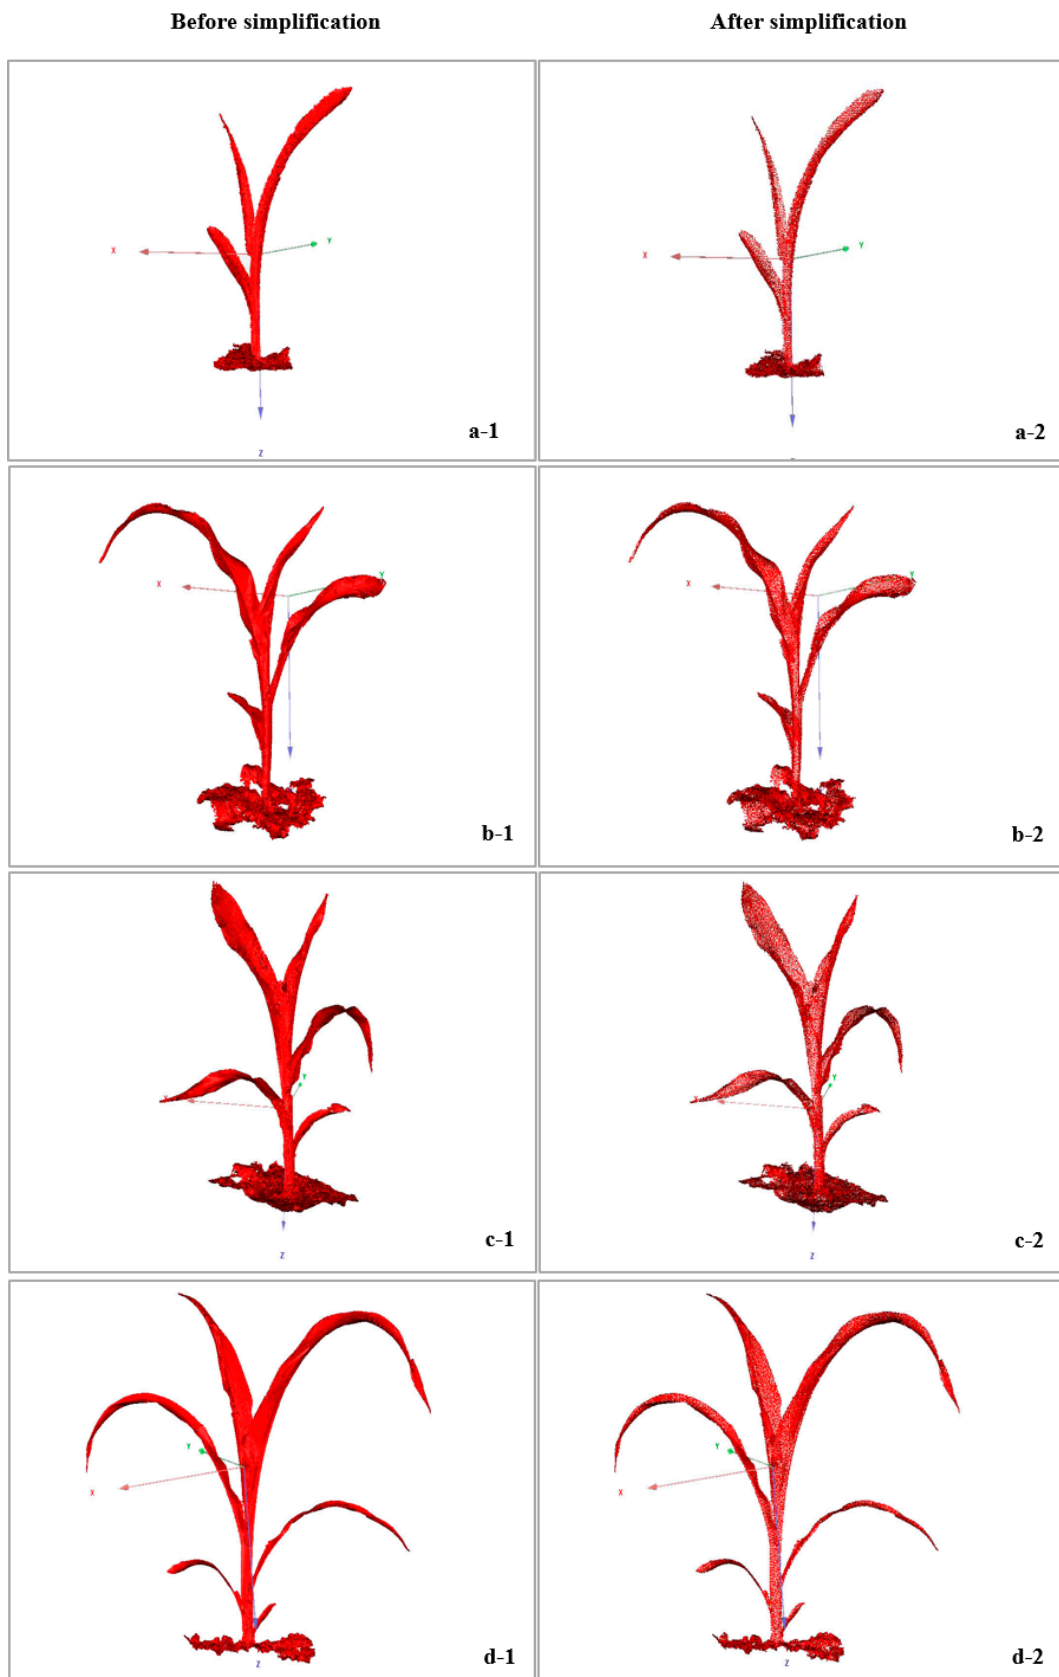 Before simplification After simplification
X Y X Y
Z
a-1 a-2
X Y X
b-1 b-2
Y Y
X X
Z Z
c-1 c-2
Y Y
X X
Z Z
d-1 d-2